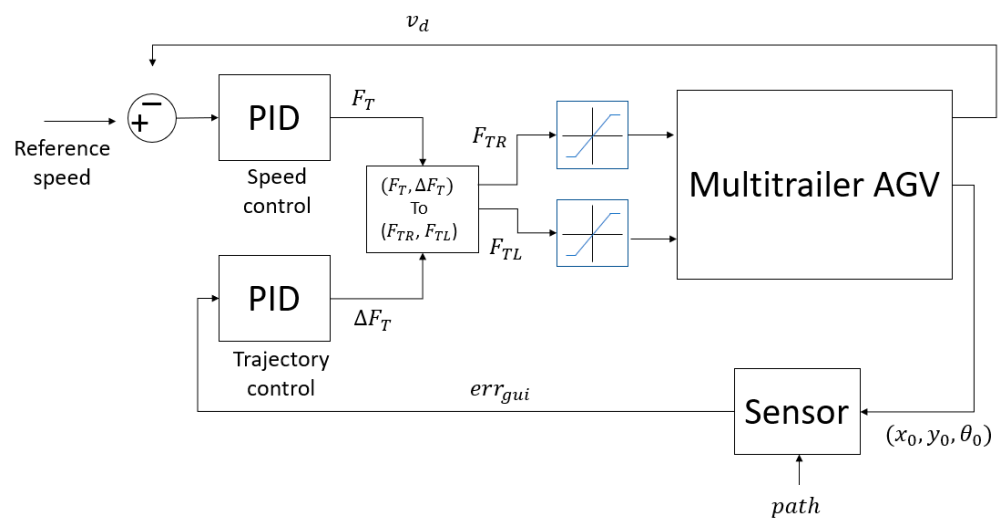 v_d
−
+
Reference
speed
PID
Speed
control
F_T
(F_T, ΔF_T)
To
(F_TR, F_TL)
F_TR
F_TL
Multitrailer AGV
PID
Trajectory
control
ΔF_T
err_gui
Sensor
(x_0, y_0, θ_0)
path